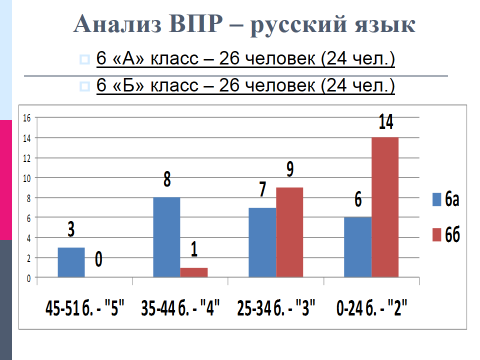 Анализ ВПР – русский язык
6 «А» класс – 26 человек (24 чел.)
6 «Б» класс – 26 человек (24 чел.)
16
14
12
10
8
6
4
2
0
3
0
8
1
7
9
6
14
45-51 б. - "5"
35-44 б. - "4"
25-34 б. - "3"
0-24 б. - "2"
6а
6б